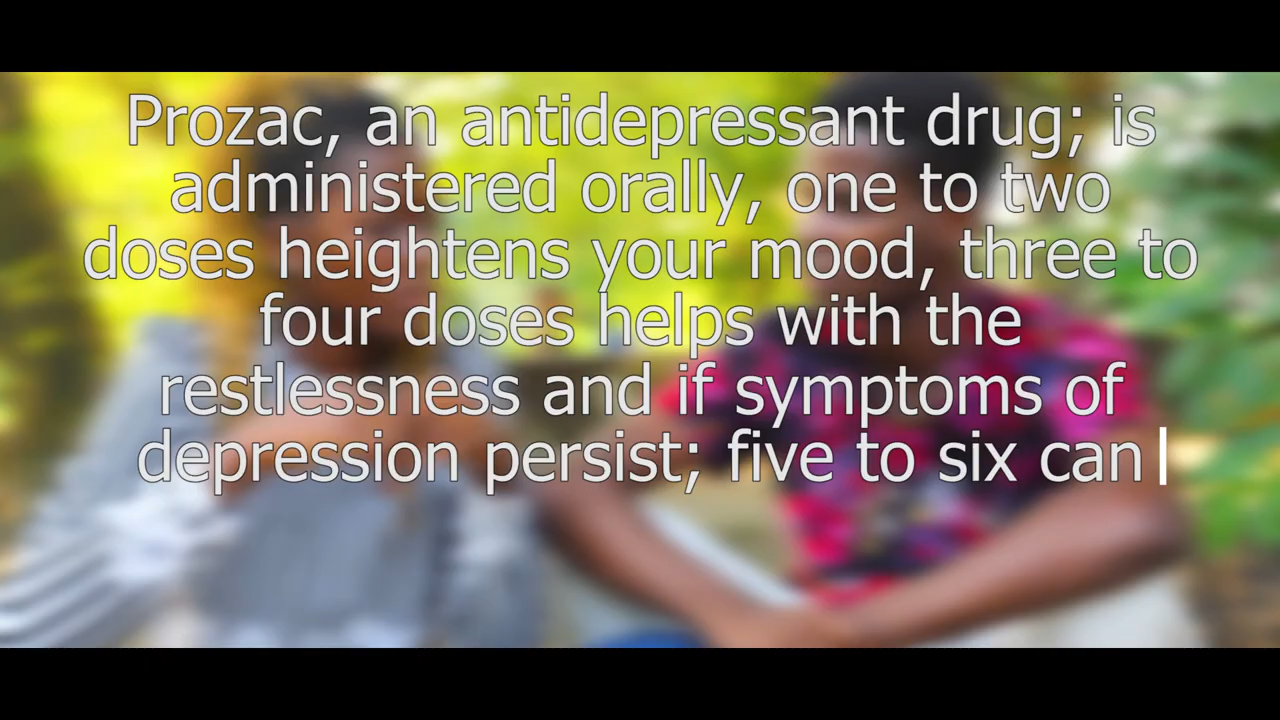 Prozac, an antidepressant drug; is
administered orally, one to two
doses heightens your mood, three to
four doses helps with the
restlessness and if symptoms of
depression persist; five to six can